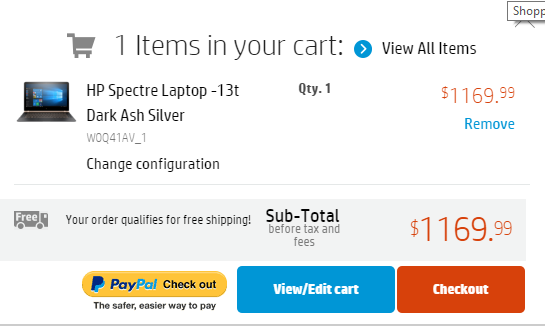 Shopp
1 Items in your cart: View All Items
HP Spectre Laptop -13t
Dark Ash Silver
W0Q41AV_1
Change configuration
Qty. 1
$1169.99
Remove
Free
Your order qualifies for free shipping!
Sub-Total
before tax and
fees
$1169.99
PayPal Check out
The safer, easier way to pay
View/Edit cart
Checkout